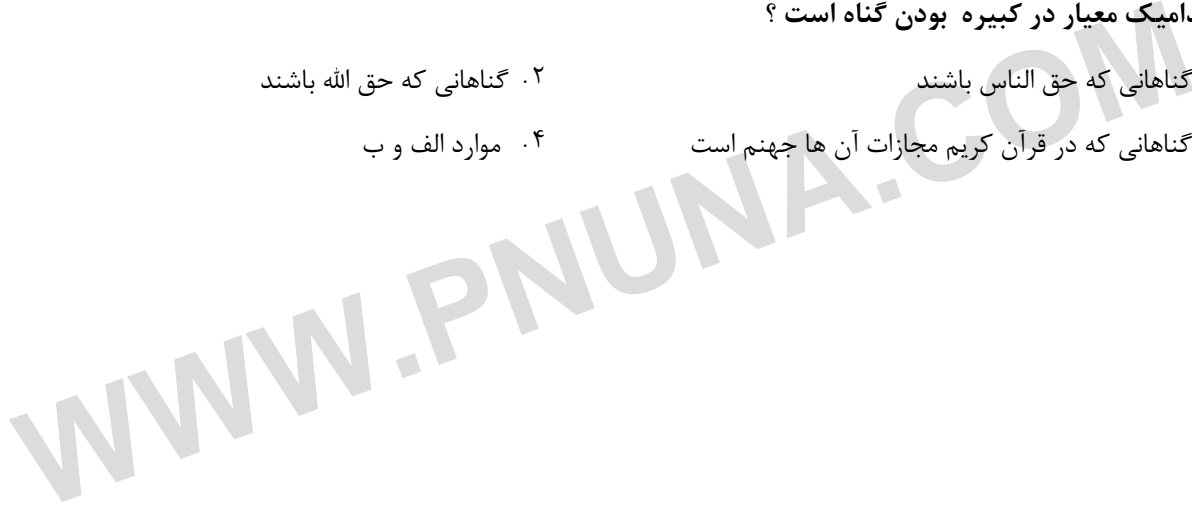 دامیک معیار در کبیره بودن گناه است ؟
گناهانی که حق الناس باشند ۲. گناهانی که حق الله باشند
گناهانی که در قرآن کریم مجازات آن ها جهنم است ۴. موارد الف و ب
WWW.PNUNA.COM